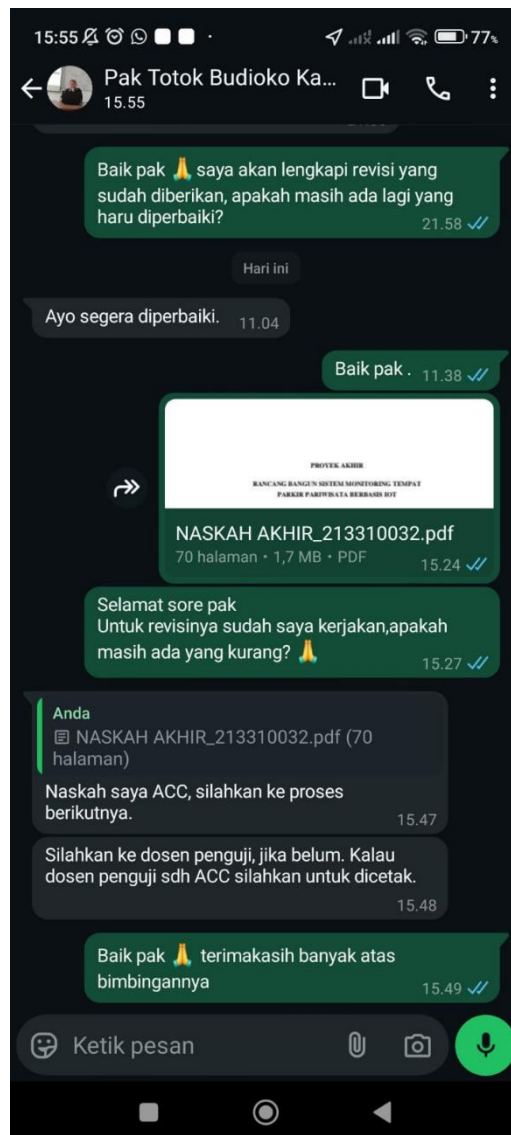 15:55
77%
Pak Totok Budioko Ka...
15.55
Baik pak 🙏 saya akan lengkapi revisi yang
sudah diberikan, apakah masih ada lagi yang
haru diperbaiki?
21.58
Hari ini
Ayo segera diperbaiki.
11.04
Baik pak .
11.38
PROYEK AKHIR
RANCANG BANGUN SISTEM MONITORING TEMPAT
PARKIR PARIWISATA BERBASIS IOT
NASKAH AKHIR_213310032.pdf
70 halaman • 1,7 MB • PDF
15.24
Selamat sore pak
Untuk revisinya sudah saya kerjakan,apakah
masih ada yang kurang? 🙏
15.27
Anda
NASKAH AKHIR_213310032.pdf (70
halaman)
Naskah saya ACC, silahkan ke proses
berikutnya.
15.47
Silahkan ke dosen penguji, jika belum. Kalau
dosen penguji sdh ACC silahkan untuk dicetak.
15.48
Baik pak 🙏 terimakasih banyak atas
bimbingannya
15.49
Ketik pesan